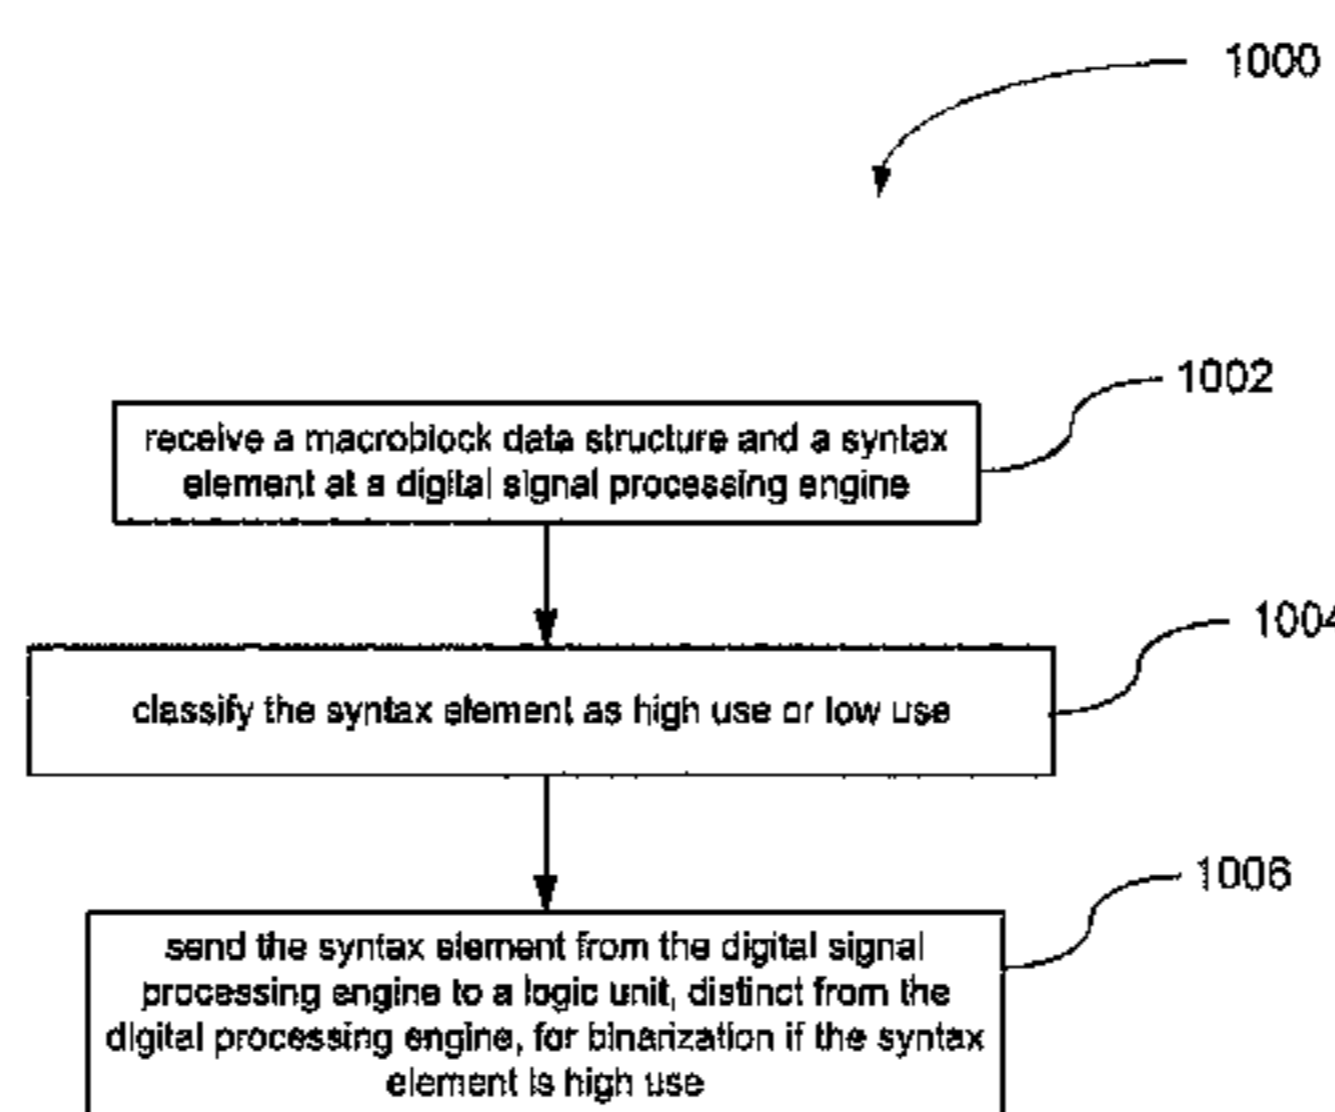 1000
1002
receive a macroblock data structure and a syntax
element at a digital signal processing engine
1004
classify the syntax element as high use or low use
1006
send the syntax element from the digital signal
processing engine to a logic unit, distinct from the
digital processing engine, for binarization if the syntax
element is high use